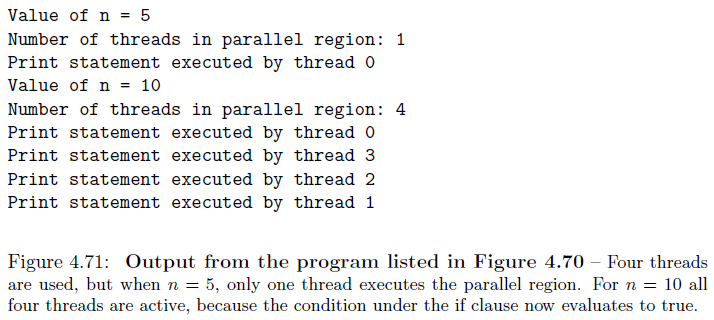 Value of n = 5
Number of threads in parallel region: 1
Print statement executed by thread 0
Value of n = 10
Number of threads in parallel region: 4
Print statement executed by thread 0
Print statement executed by thread 3
Print statement executed by thread 2
Print statement executed by thread 1
Figure 4.71: Output from the program listed in Figure 4.70 – Four threads
are used, but when n = 5, only one thread executes the parallel region. For n = 10 all
four threads are active, because the condition under the if clause now evaluates to true.